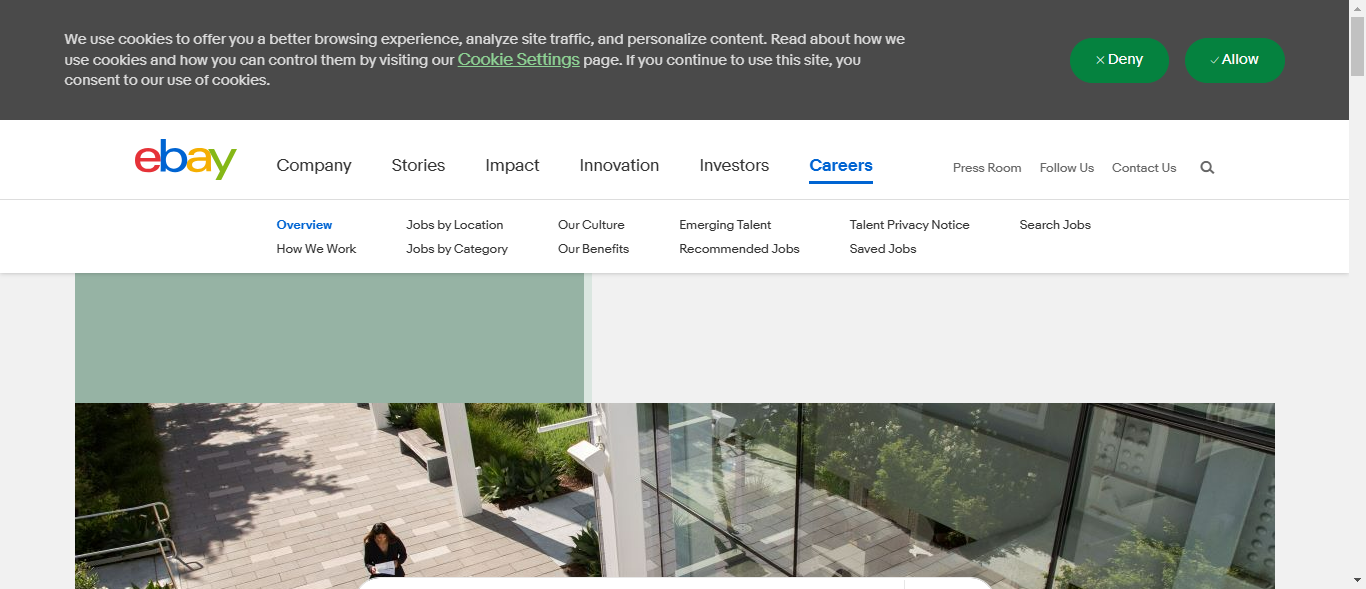 We use cookies to offer you a better browsing experience, analyze site traffic, and personalize content. Read about how we
use cookies and how you can control them by visiting our Cookie Settings page. If you continue to use this site, you
consent to our use of cookies.
Deny
Allow
ebay
Company
Stories
Impact
Innovation
Investors
Careers
Press Room
Follow Us
Contact Us
Overview
Jobs by Location
Our Culture
Emerging Talent
Talent Privacy Notice
Search Jobs
How We Work
Jobs by Category
Our Benefits
Recommended Jobs
Saved Jobs